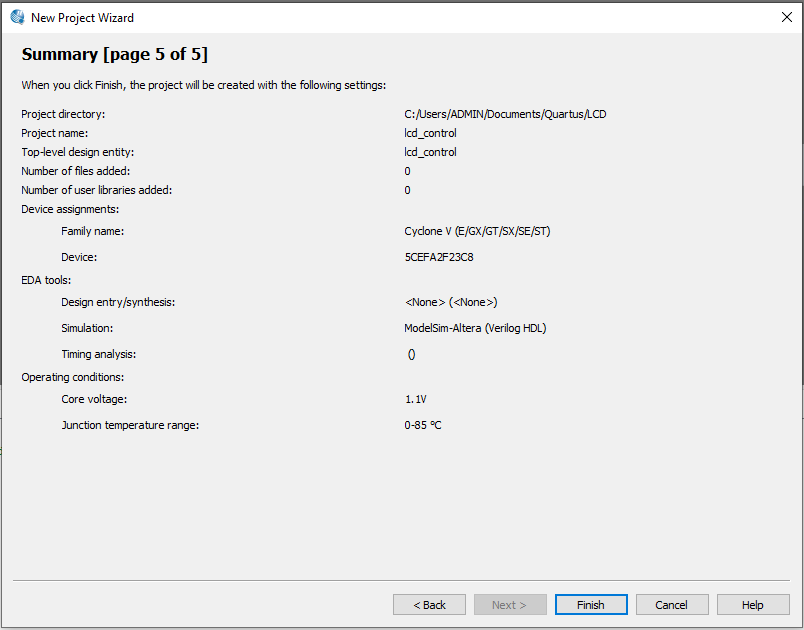 New Project Wizard
Summary [page 5 of 5]
When you click Finish, the project will be created with the following settings:
Project directory: C:/Users/ADMIN/Documents/Quartus/LCD
Project name: lcd_control
Top-level design entity: lcd_control
Number of files added: 0
Number of user libraries added: 0
Device assignments:
Family name: Cyclone V (E/GX/GT/SX/SE/ST)
Device: 5CEFA2F23C8
EDA tools:
Design entry/synthesis: <None> (<None>)
Simulation: ModelSim-Altera (Verilog HDL)
Timing analysis: ()
Operating conditions:
Core voltage: 1.1V
Junction temperature range: 0-85 ºC
< Back Next > Finish Cancel Help